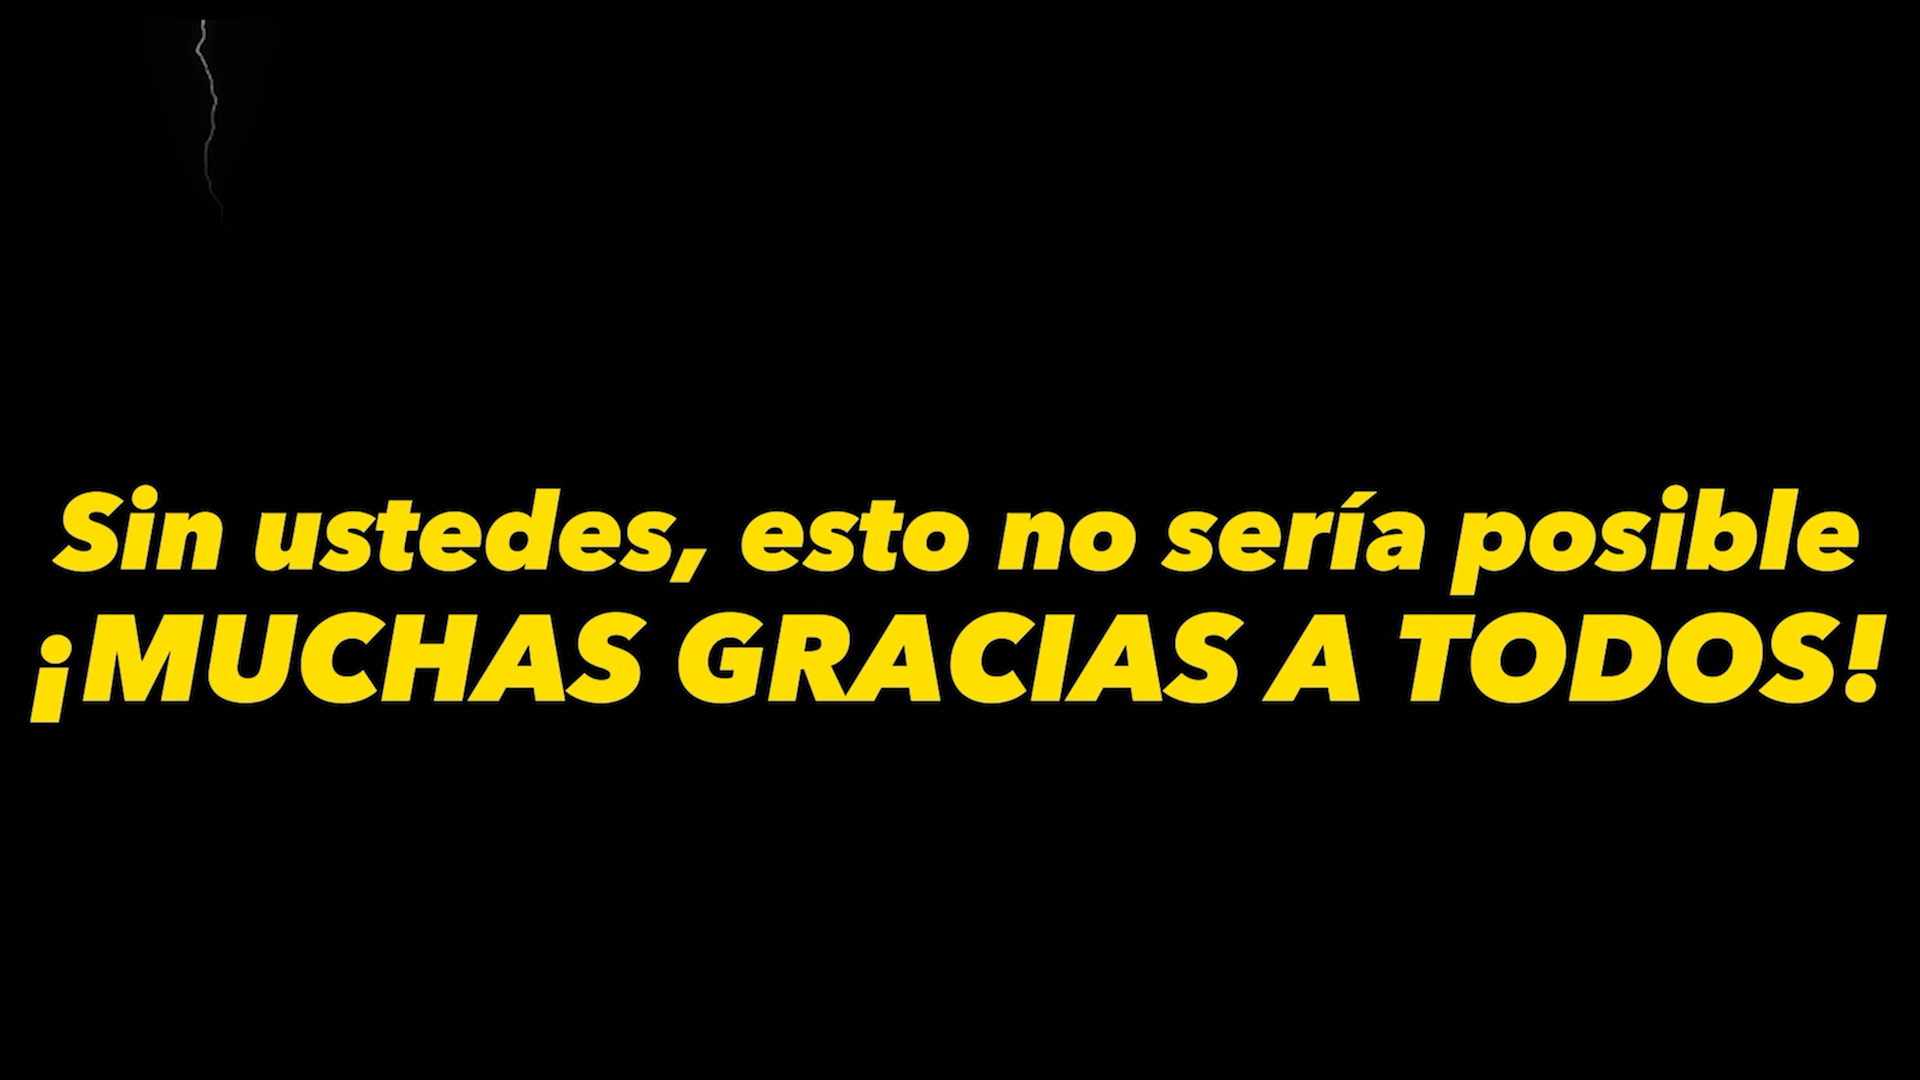 Sin ustedes, esto no sería posible
¡MUCHAS GRACIAS A TODOS!